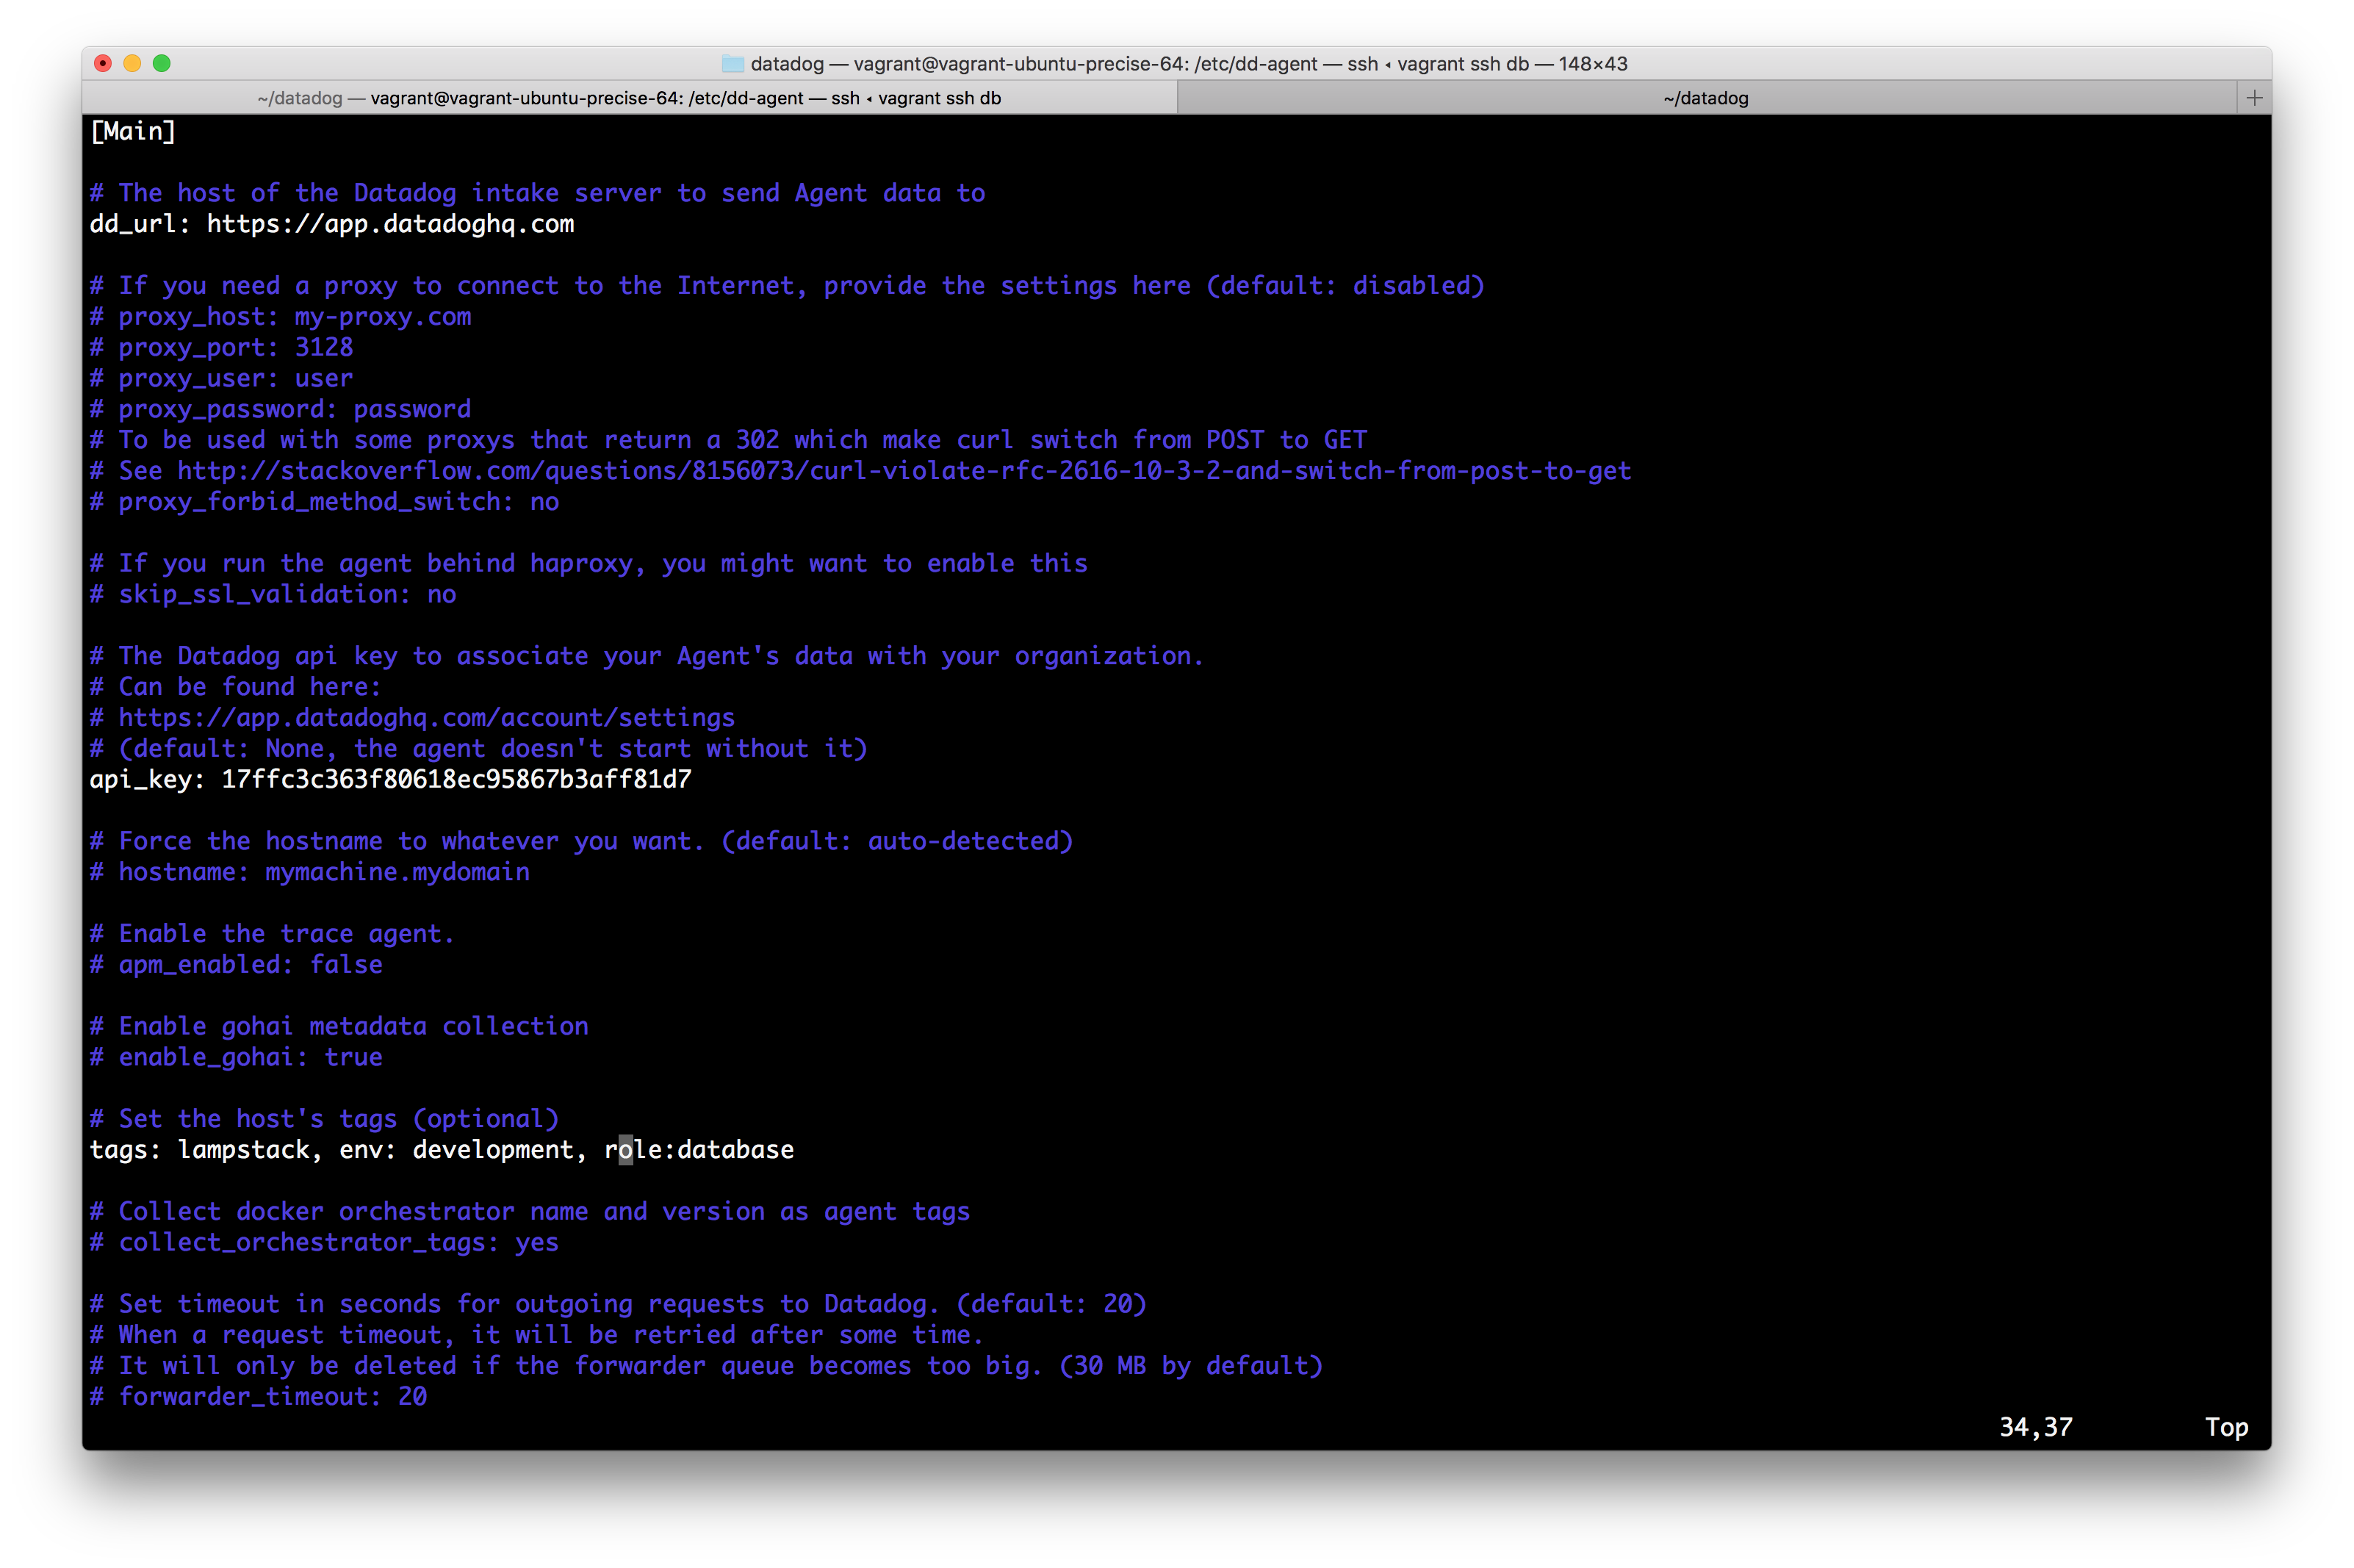 datadog — vagrant@vagrant-ubuntu-precise-64: /etc/dd-agent — ssh ◂ vagrant ssh db — 148×43
~/datadog — vagrant@vagrant-ubuntu-precise-64: /etc/dd-agent — ssh ◂ vagrant ssh db
~/datadog
[Main]
# The host of the Datadog intake server to send Agent data to
dd_url: https://app.datadoghq.com
# If you need a proxy to connect to the Internet, provide the settings here (default: disabled)
# proxy_host: my-proxy.com
# proxy_port: 3128
# proxy_user: user
# proxy_password: password
# To be used with some proxys that return a 302 which make curl switch from POST to GET
# See http://stackoverflow.com/questions/8156073/curl-violate-rfc-2616-10-3-2-and-switch-from-post-to-get
# proxy_forbid_method_switch: no
# If you run the agent behind haproxy, you might want to enable this
# skip_ssl_validation: no
# The Datadog api key to associate your Agent's data with your organization.
# Can be found here:
# https://app.datadoghq.com/account/settings
# (default: None, the agent doesn't start without it)
api_key: 17ffc3c363f80618ec95867b3aff81d7
# Force the hostname to whatever you want. (default: auto-detected)
# hostname: mymachine.mydomain
# Enable the trace agent.
# apm_enabled: false
# Enable gohai metadata collection
# enable_gohai: true
# Set the host's tags (optional)
tags: lampstack, env: development, role:database
# Collect docker orchestrator name and version as agent tags
# collect_orchestrator_tags: yes
# Set timeout in seconds for outgoing requests to Datadog. (default: 20)
# When a request timeout, it will be retried after some time.
# It will only be deleted if the forwarder queue becomes too big. (30 MB by default)
# forwarder_timeout: 20
34,37 Top